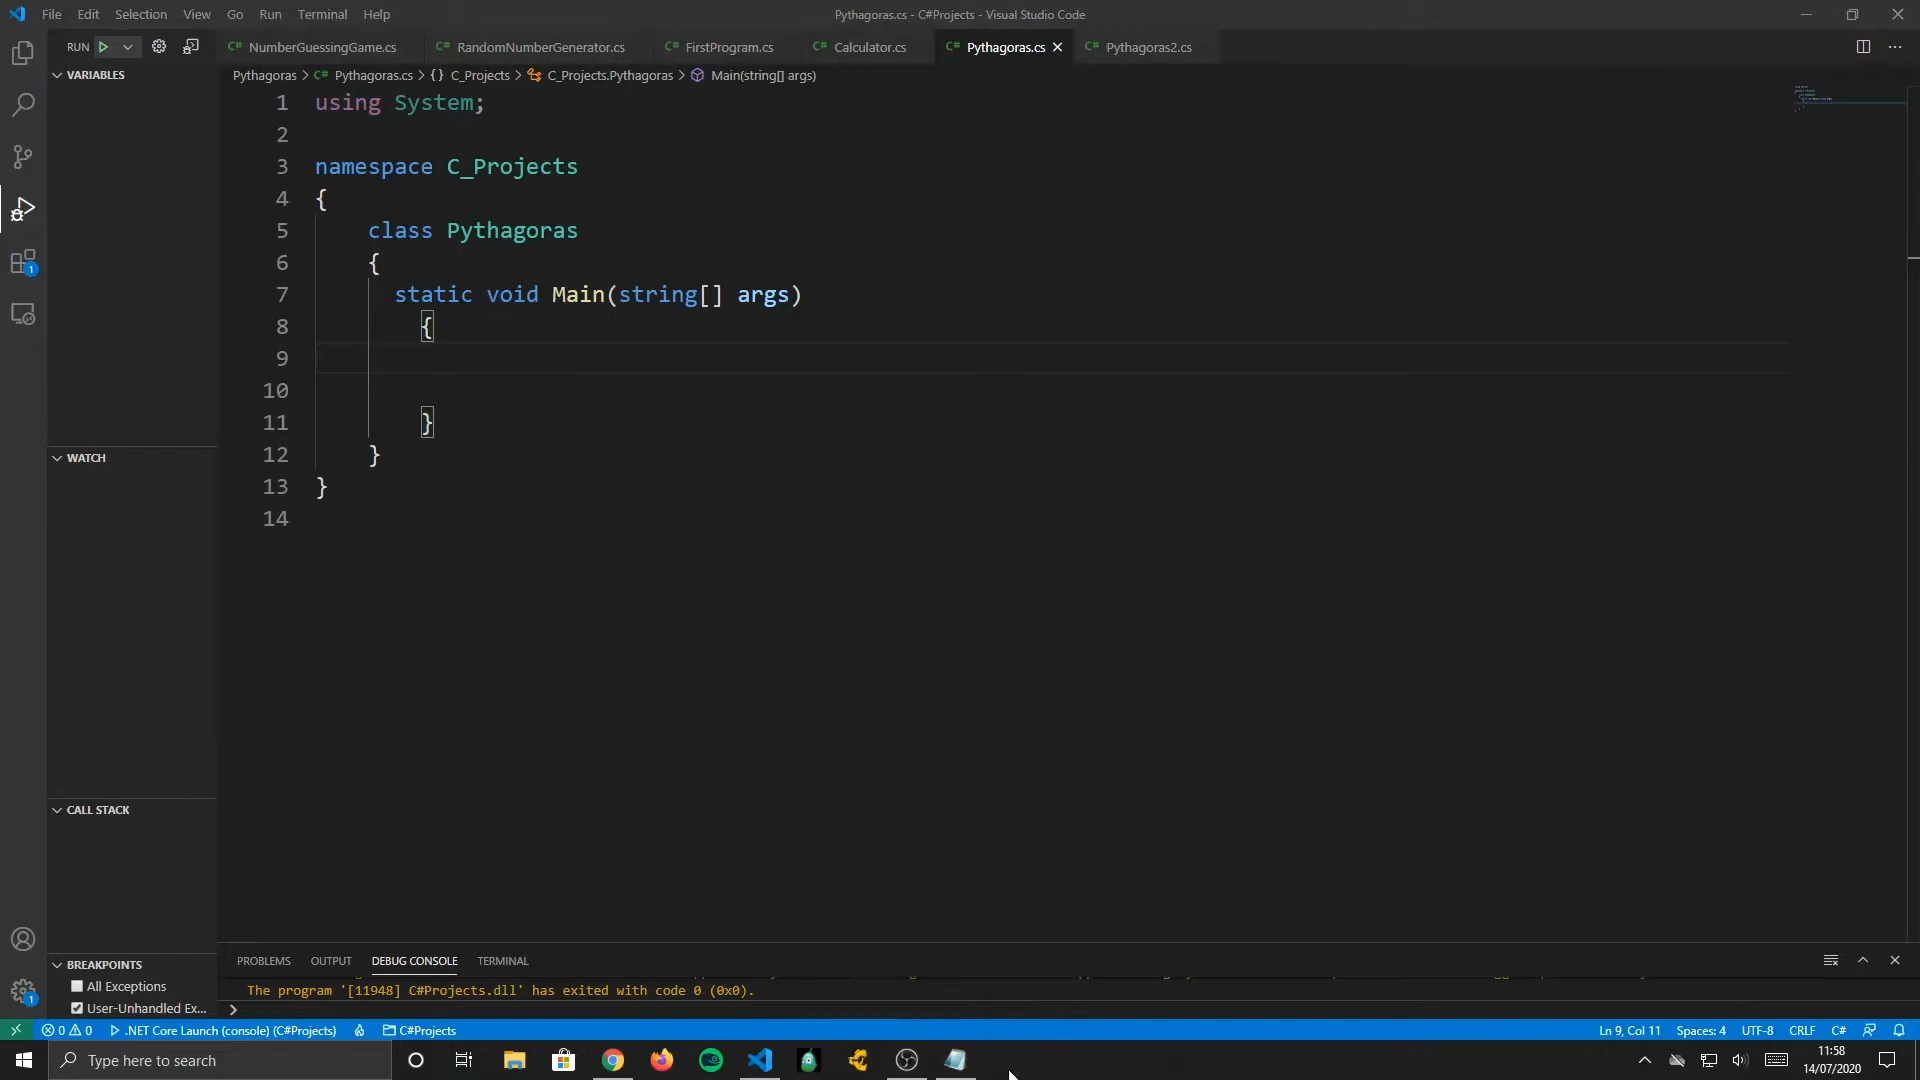 File Edit Selection View Go Run Terminal Help
Pythagoras.cs - C#Projects - Visual Studio Code
RUN
C# NumberGuessingGame.cs C# RandomNumberGenerator.cs C# FirstProgram.cs C# Calculator.cs C# Pythagoras.cs C# Pythagoras2.cs
VARIABLES
Pythagoras > C# Pythagoras.cs > {} C_Projects > C_Projects.Pythagoras > Main(string[] args)
1 using System;
2
3 namespace C_Projects
4 {
5 class Pythagoras
6 {
7 static void Main(string[] args)
8 {
9
10
11 }
12 }
13 }
14
WATCH
CALL STACK
BREAKPOINTS
All Exceptions
User-Unhandled Ex...
1
1
PROBLEMS OUTPUT DEBUG CONSOLE TERMINAL
The program '[11948] C#Projects.dll' has exited with code 0 (0x0).
>
0 0 .NET Core Launch (console) (C#Projects) C#Projects
Ln 9, Col 11 Spaces: 4 UTF-8 CRLF C#
Type here to search
11:58
14/07/2020